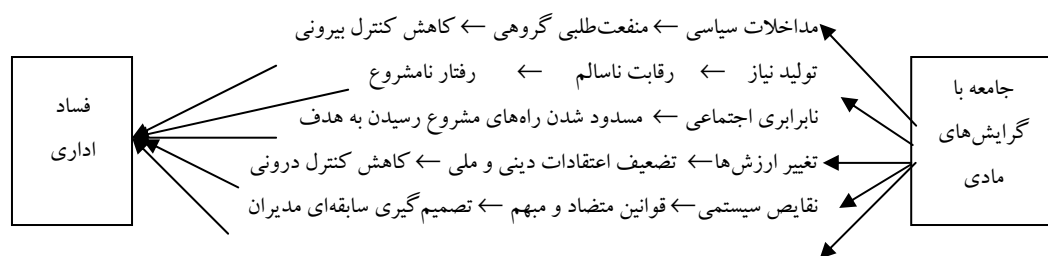 جامعه با
گرایش‌های
مادی
مداخلات سیاسی ← منفعت‌طلبی گروهی ← کاهش کنترل بیرونی
تولید نیاز ← رقابت ناسالم ← رفتار نامشروع
نابرابری اجتماعی ← مسدود شدن راه‌های مشروع رسیدن به هدف
تغییر ارزش‌ها ← تضعیف اعتقادات دینی و ملی ← کاهش کنترل درونی
نقایص سیستمی ← قوانین متضاد و مبهم ← تصمیم‌گیری سابقه‌ای مدیران
فساد
اداری